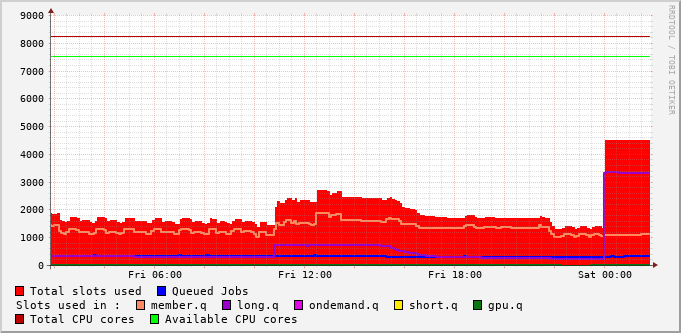 RRDTOOL / TOBI OETIKER
9000
8000
7000
6000
5000
4000
3000
2000
1000
0
Fri 06:00 Fri 12:00 Fri 18:00 Sat 00:00
Total slots used Queued Jobs
Slots used in : member.q long.q ondemand.q short.q gpu.q
Total CPU cores Available CPU cores